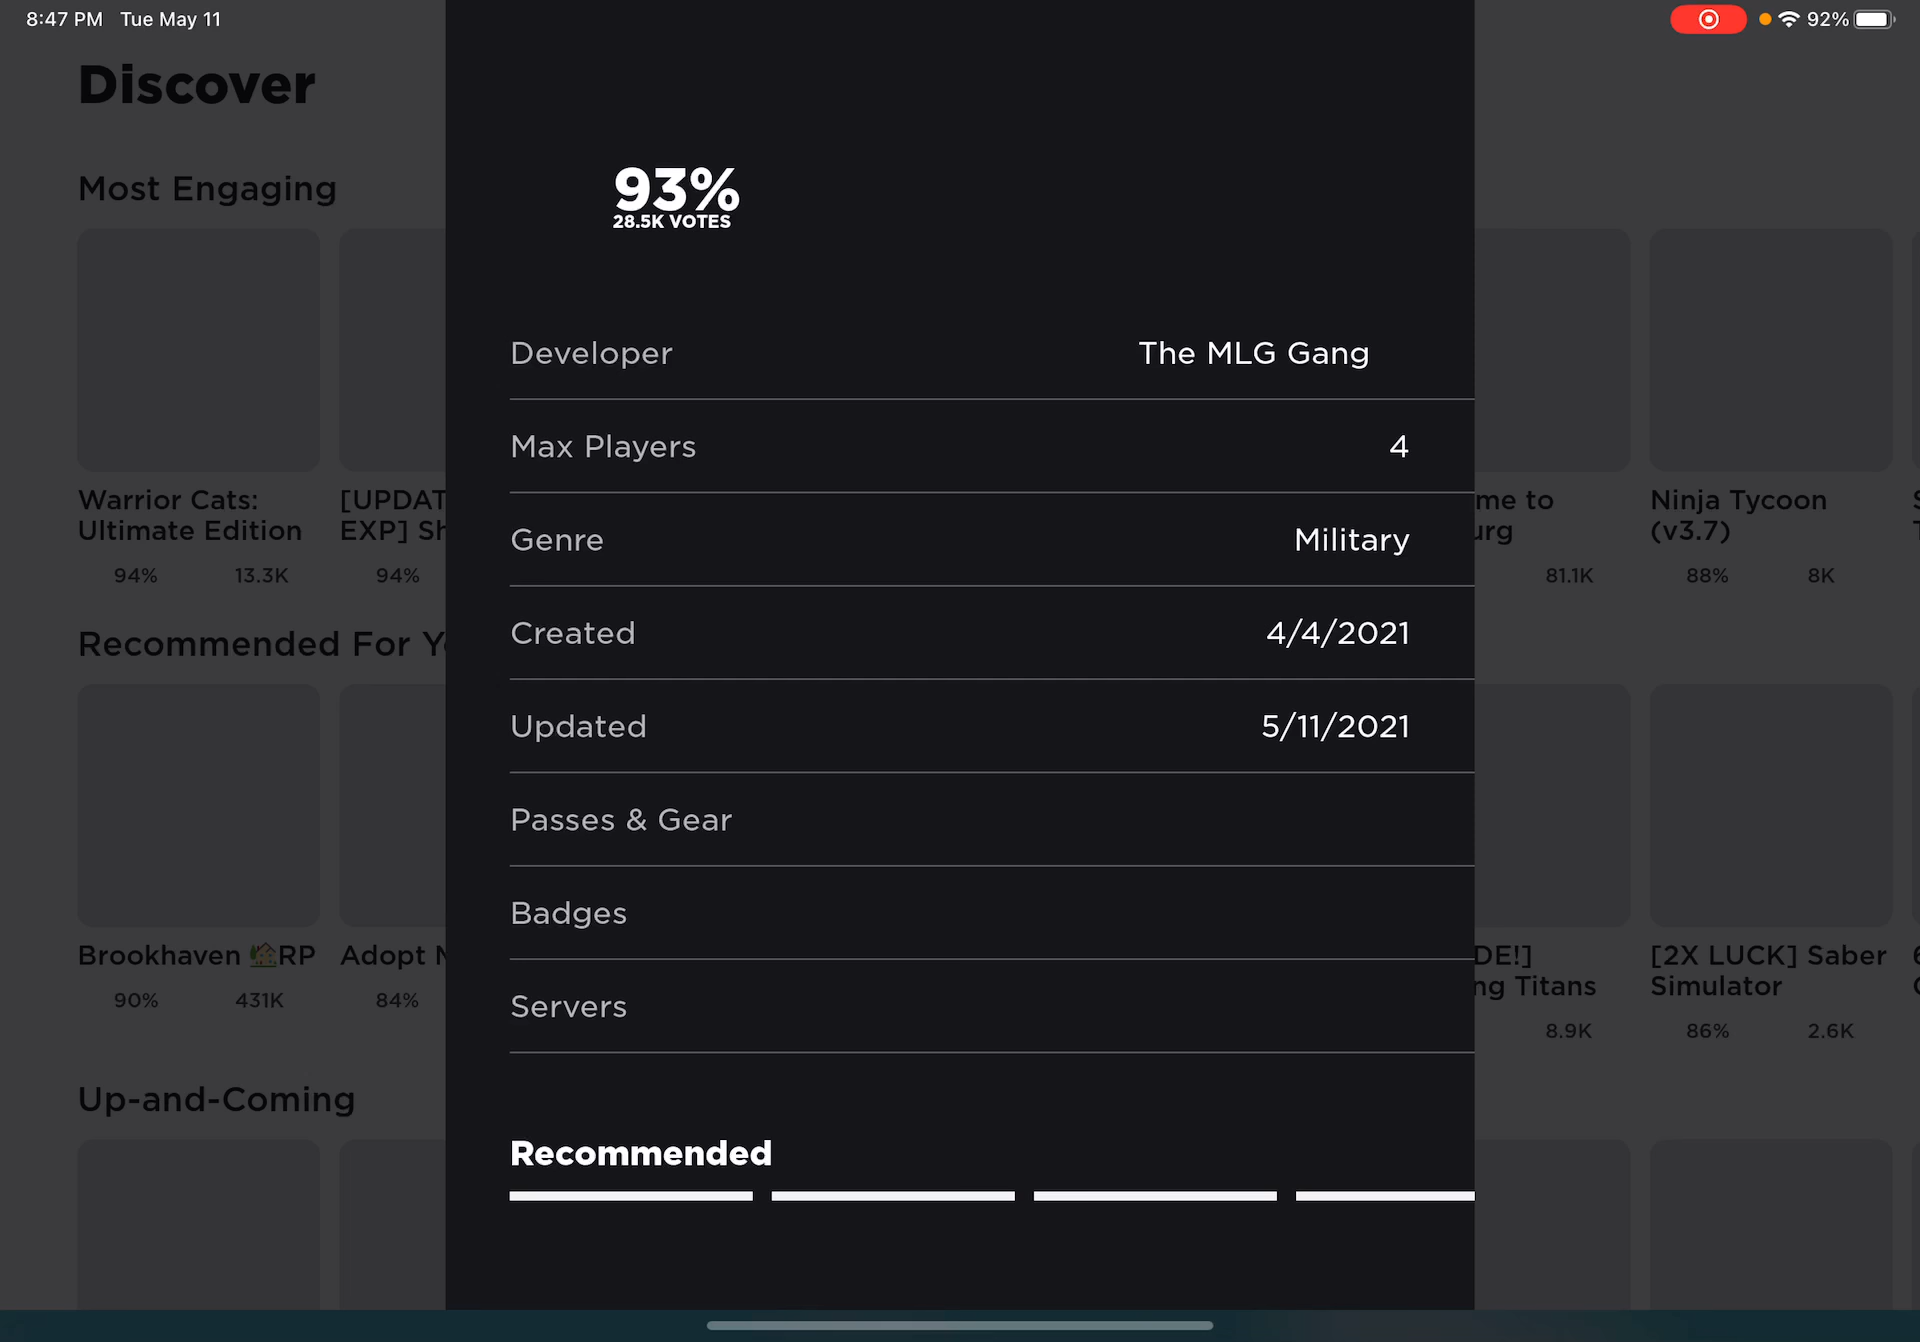 8:47 PM Tue May 11
92%
Discover
Most Engaging
Warrior Cats:
Ultimate Edition
94% 13.3K
[UPDAT
EXP] Sh
94%
81.1K
Ninja Tycoon
(v3.7)
88% 8K
Recommended For
Brookhaven 🏡RP
90% 431K
Adopt
84%
DE!]
ng Titans
8.9K
[2X LUCK] Saber
Simulator
86% 2.6K
Up-and-Coming
93%
28.5K VOTES
Developer The MLG Gang
Max Players 4
Genre Military
Created 4/4/2021
Updated 5/11/2021
Passes & Gear
Badges
Servers
Recommended